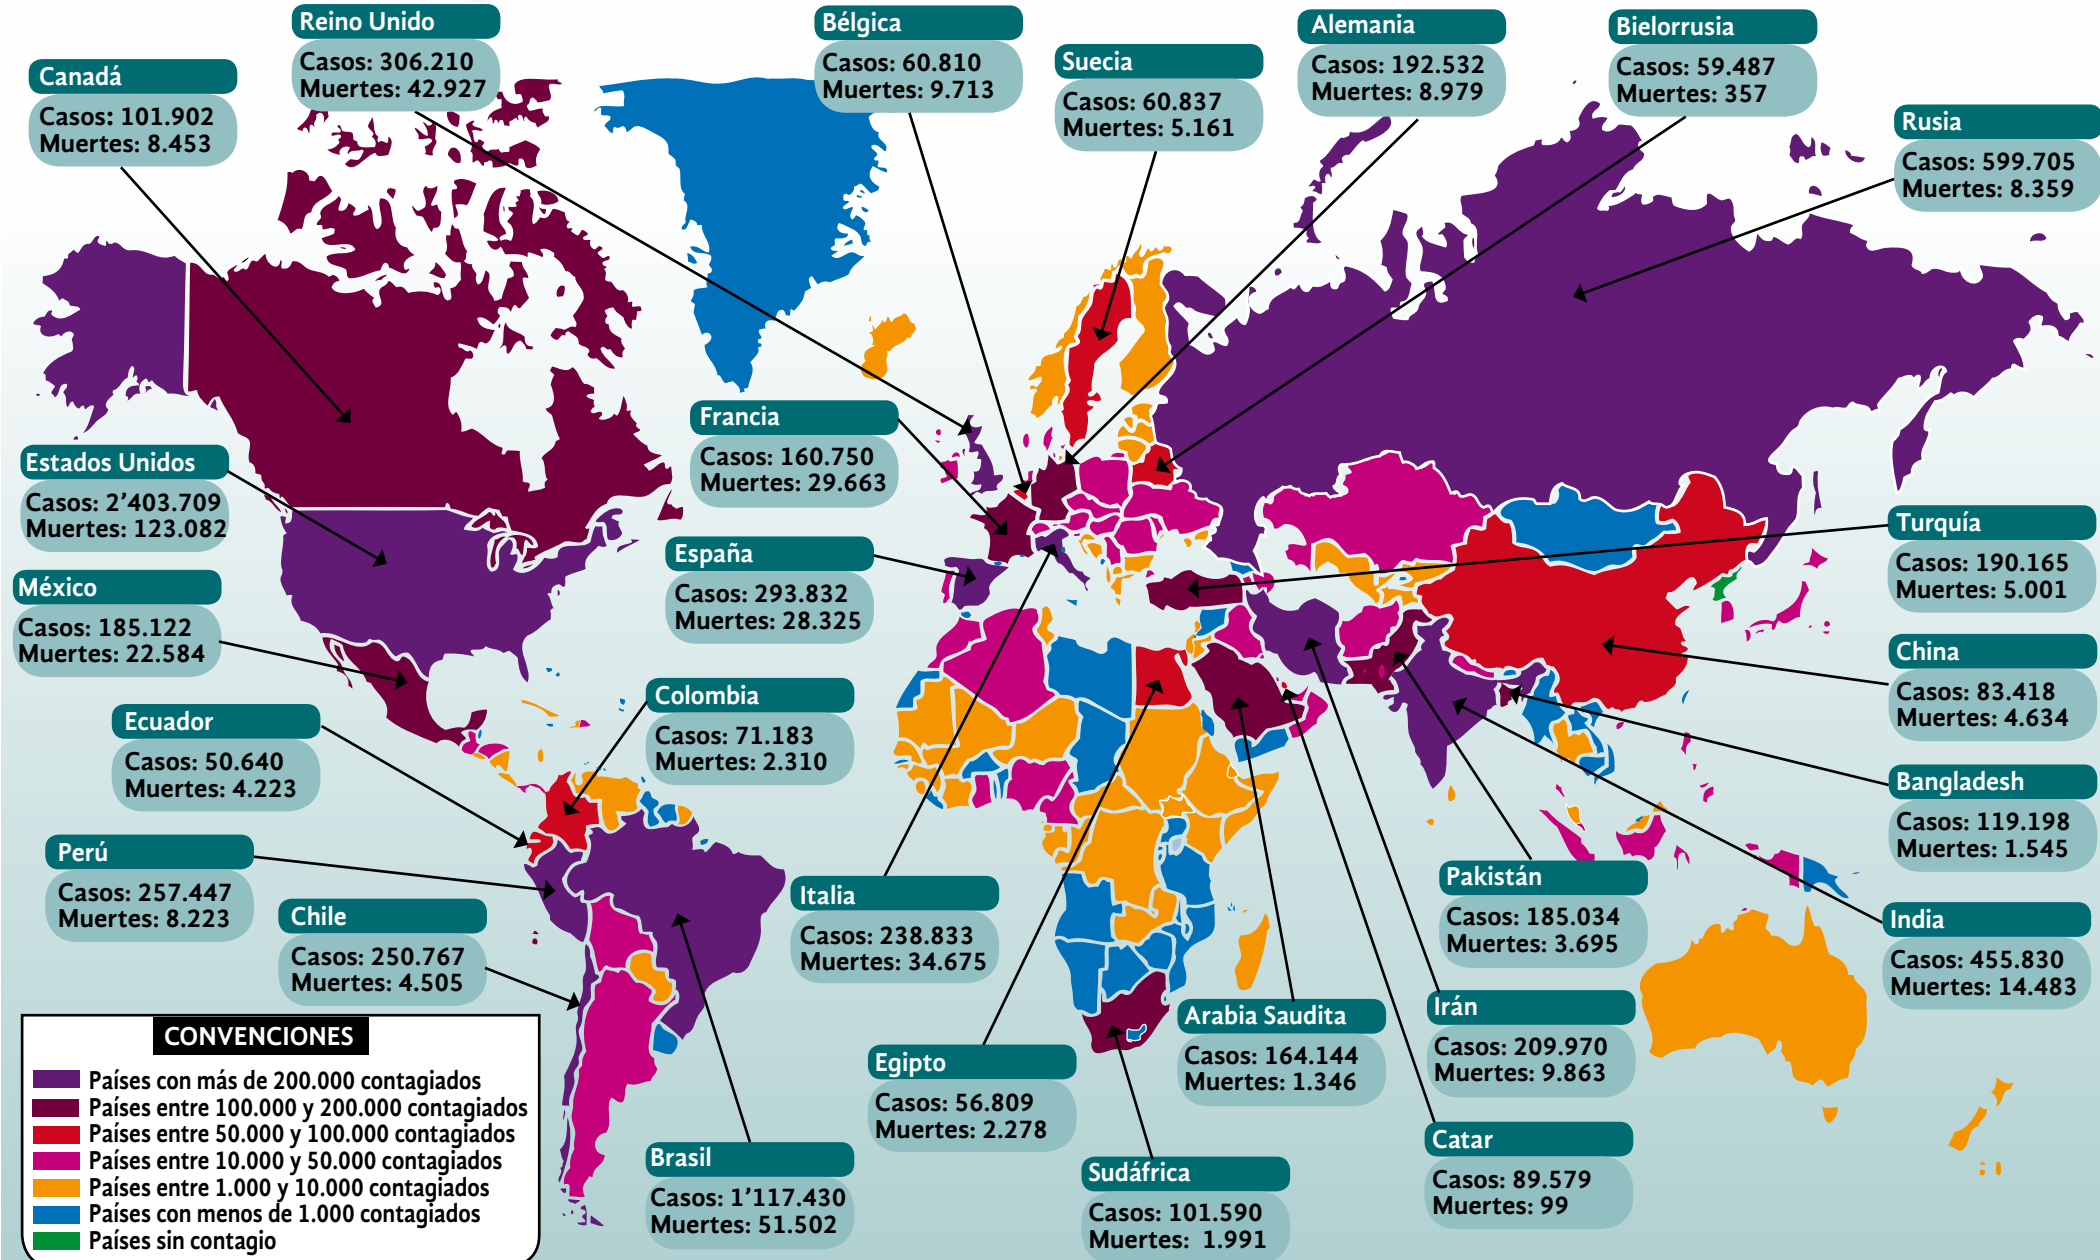 Reino Unido
Casos: 306.210
Muertes: 42.927
Bélgica
Casos: 60.810
Muertes: 9.713
Suecia
Casos: 60.837
Muertes: 5.161
Alemania
Casos: 192.532
Muertes: 8.979
Bielorrusia
Casos: 59.487
Muertes: 357
Canadá
Casos: 101.902
Muertes: 8.453
Rusia
Casos: 599.705
Muertes: 8.359
Francia
Casos: 160.750
Muertes: 29.663
Estados Unidos
Casos: 2’403.709
Muertes: 123.082
España
Casos: 293.832
Muertes: 28.325
Turquía
Casos: 190.165
Muertes: 5.001
México
Casos: 185.122
Muertes: 22.584
China
Casos: 83.418
Muertes: 4.634
Colombia
Casos: 71.183
Muertes: 2.310
Ecuador
Casos: 50.640
Muertes: 4.223
Bangladesh
Casos: 119.198
Muertes: 1.545
Perú
Casos: 257.447
Muertes: 8.223
Italia
Casos: 238.833
Muertes: 34.675
Pakistán
Casos: 185.034
Muertes: 3.695
India
Casos: 455.830
Muertes: 14.483
Chile
Casos: 250.767
Muertes: 4.505
Arabia Saudita
Casos: 164.144
Muertes: 1.346
Irán
Casos: 209.970
Muertes: 9.863
Egipto
Casos: 56.809
Muertes: 2.278
Catar
Casos: 89.579
Muertes: 99
Brasil
Casos: 1’117.430
Muertes: 51.502
Sudáfrica
Casos: 101.590
Muertes: 1.991
CONVENCIONES
Países con más de 200.000 contagiados
Países entre 100.000 y 200.000 contagiados
Países entre 50.000 y 100.000 contagiados
Países entre 10.000 y 50.000 contagiados
Países entre 1.000 y 10.000 contagiados
Países con menos de 1.000 contagiados
Países sin contagio